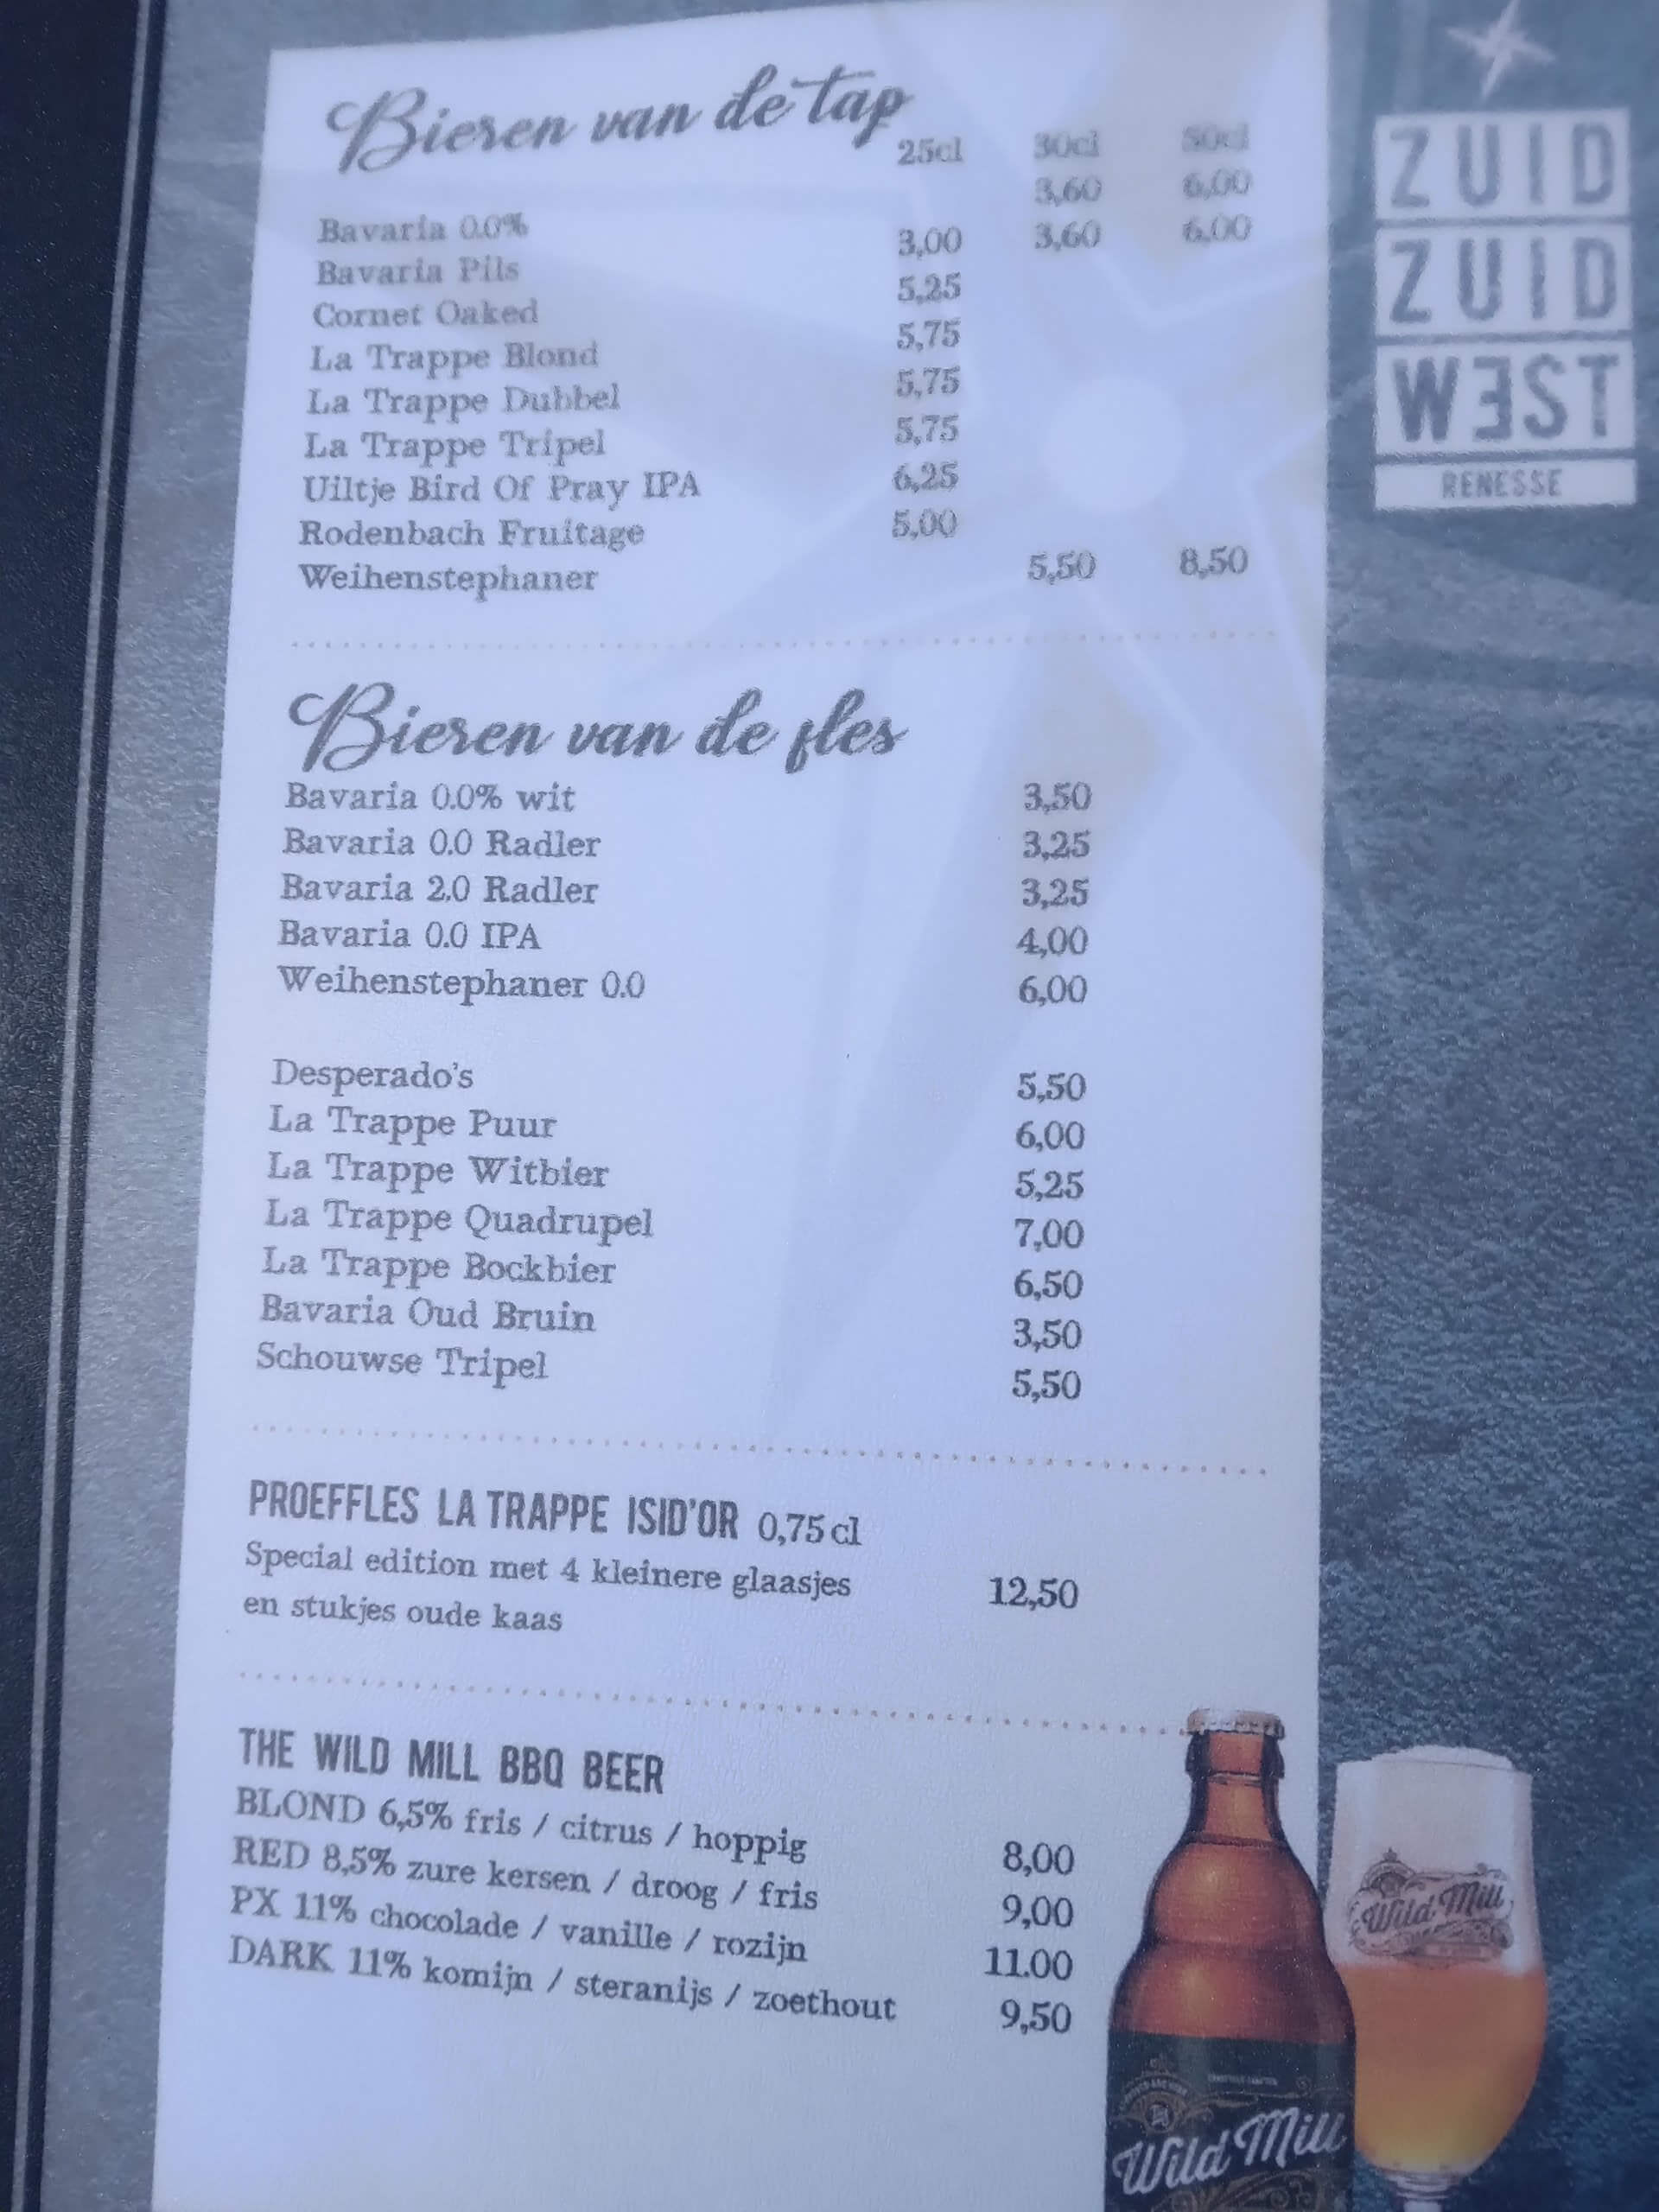 Bieren van de tap
25cl 30cl 50cl
Bavaria 0.0% 3,60 6,00
Bavaria Pils 3,00 3,60 6,00
Cornet Oaked 5,25
La Trappe Blond 5,75
La Trappe Dubbel 5,75
La Trappe Tripel 5,75
Uiltje Bird Of Pray IPA 6,25
Rodenbach Fruitage 5,00
Weihenstephaner 5,50 8,50
Bieren van de fles
Bavaria 0.0% wit 3,50
Bavaria 0.0 Radler 3,25
Bavaria 2.0 Radler 3,25
Bavaria 0.0 IPA 4,00
Weihenstephaner 0.0 6,00
Desperado's 5,50
La Trappe Puur 6,00
La Trappe Witbier 5,25
La Trappe Quadrupel 7,00
La Trappe Bockbier 6,50
Bavaria Oud Bruin 3,50
Schouwse Tripel 5,50
PROEFFLES LA TRAPPE ISID'OR 0,75 cl
Special edition met 4 kleinere glaasjes 12,50
en stukjes oude kaas
THE WILD MILL BBQ BEER
BLOND 6,5% fris / citrus / hoppig 8,00
RED 8,5% zure kersen / droog / fris 9,00
PX 11% chocolade / vanille / rozijn 11.00
DARK 11% komijn / steranijs / zoethout 9,50
ZUID
ZUID
WƎST
RENESSE
Wild Mill
Wild Mill